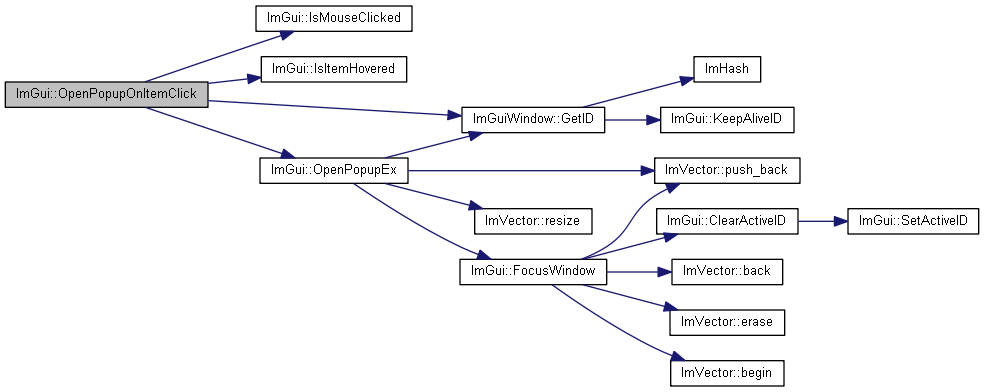 ImGui::OpenPopupOnItemClick
ImGui::IsMouseClicked
ImGui::IsItemHovered
ImGuiWindow::GetID
ImHash
ImGui::KeepAliveID
ImGui::OpenPopupEx
ImVector::push_back
ImVector::resize
ImGui::FocusWindow
ImGui::ClearActiveID
ImGui::SetActiveID
ImVector::back
ImVector::erase
ImVector::begin